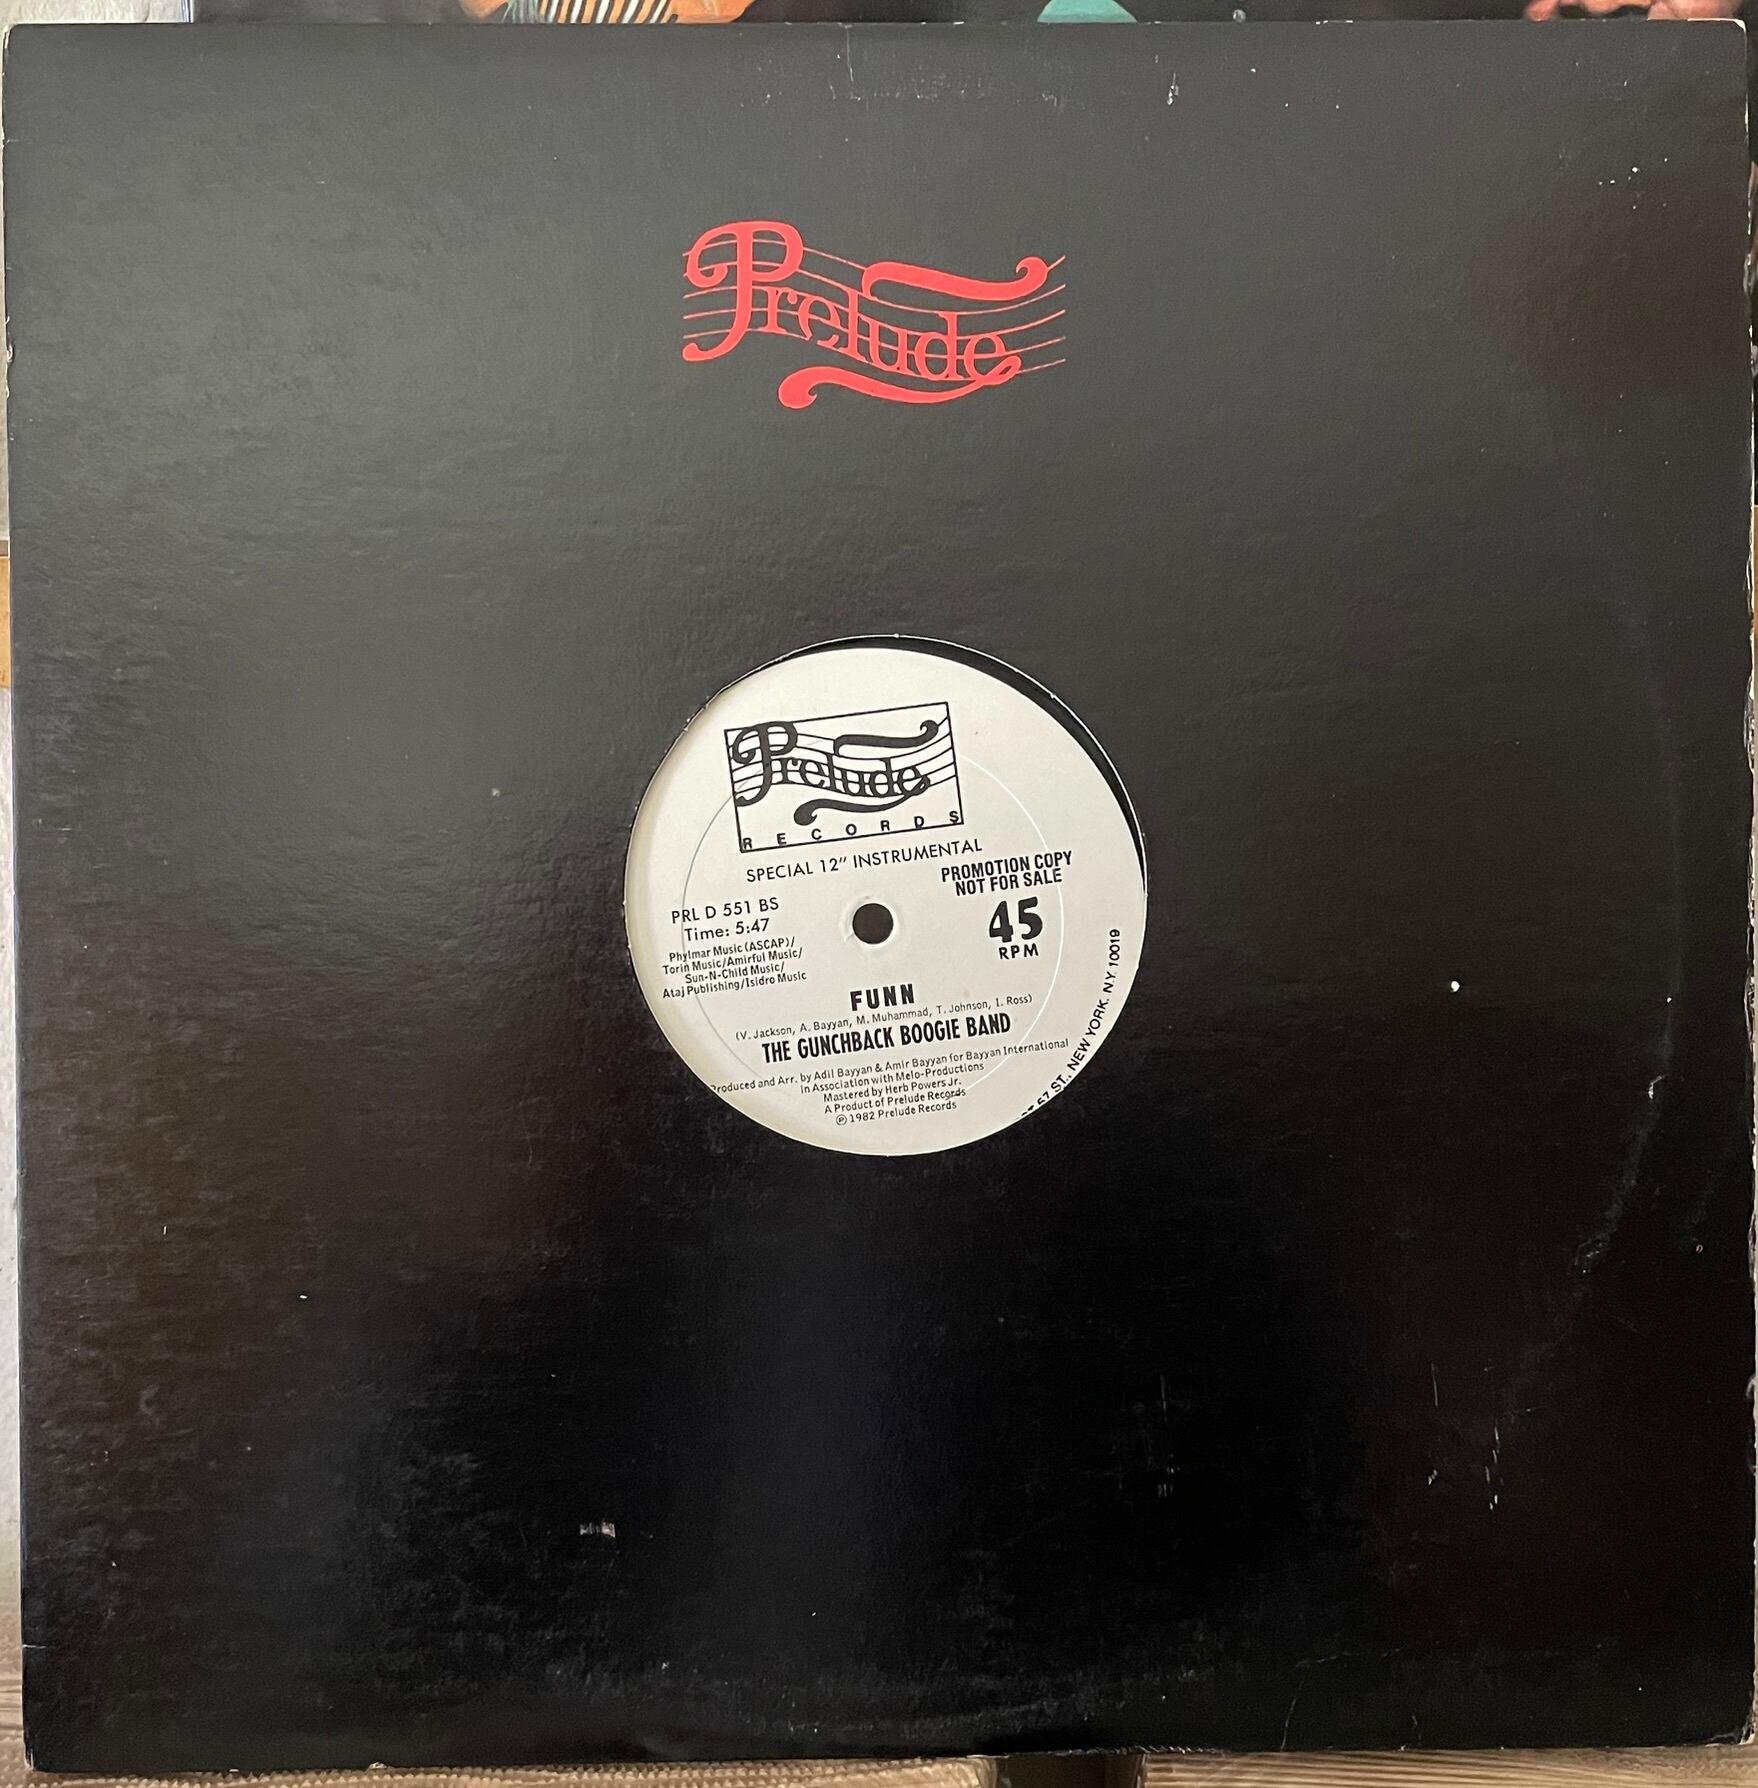 Prelude
Prelude
RECORDS
SPECIAL 12" INSTRUMENTAL
PROMOTION COPY
NOT FOR SALE
PRL D 551 BS
Time: 5:47
45
RPM
Phylmar Music (ASCAP)/
Torin Music/Amirful Music/
Sun-N-Child Music/
Ataj Publishing/Isidro Music
FUNN
(V. Jackson, A. Bayyan, M. Muhammad, T. Johnson, I. Ross)
THE GUNCHBACK BOOGIE BAND
Produced and Arr. by Adil Bayyan & Amir Bayyan for Bayyan International
in Association with Melo-Productions
Mastered by Herb Powers Jr.
A Product of Prelude Records
℗ 1982 Prelude Records
57 ST., NEW YORK, N.Y. 10019